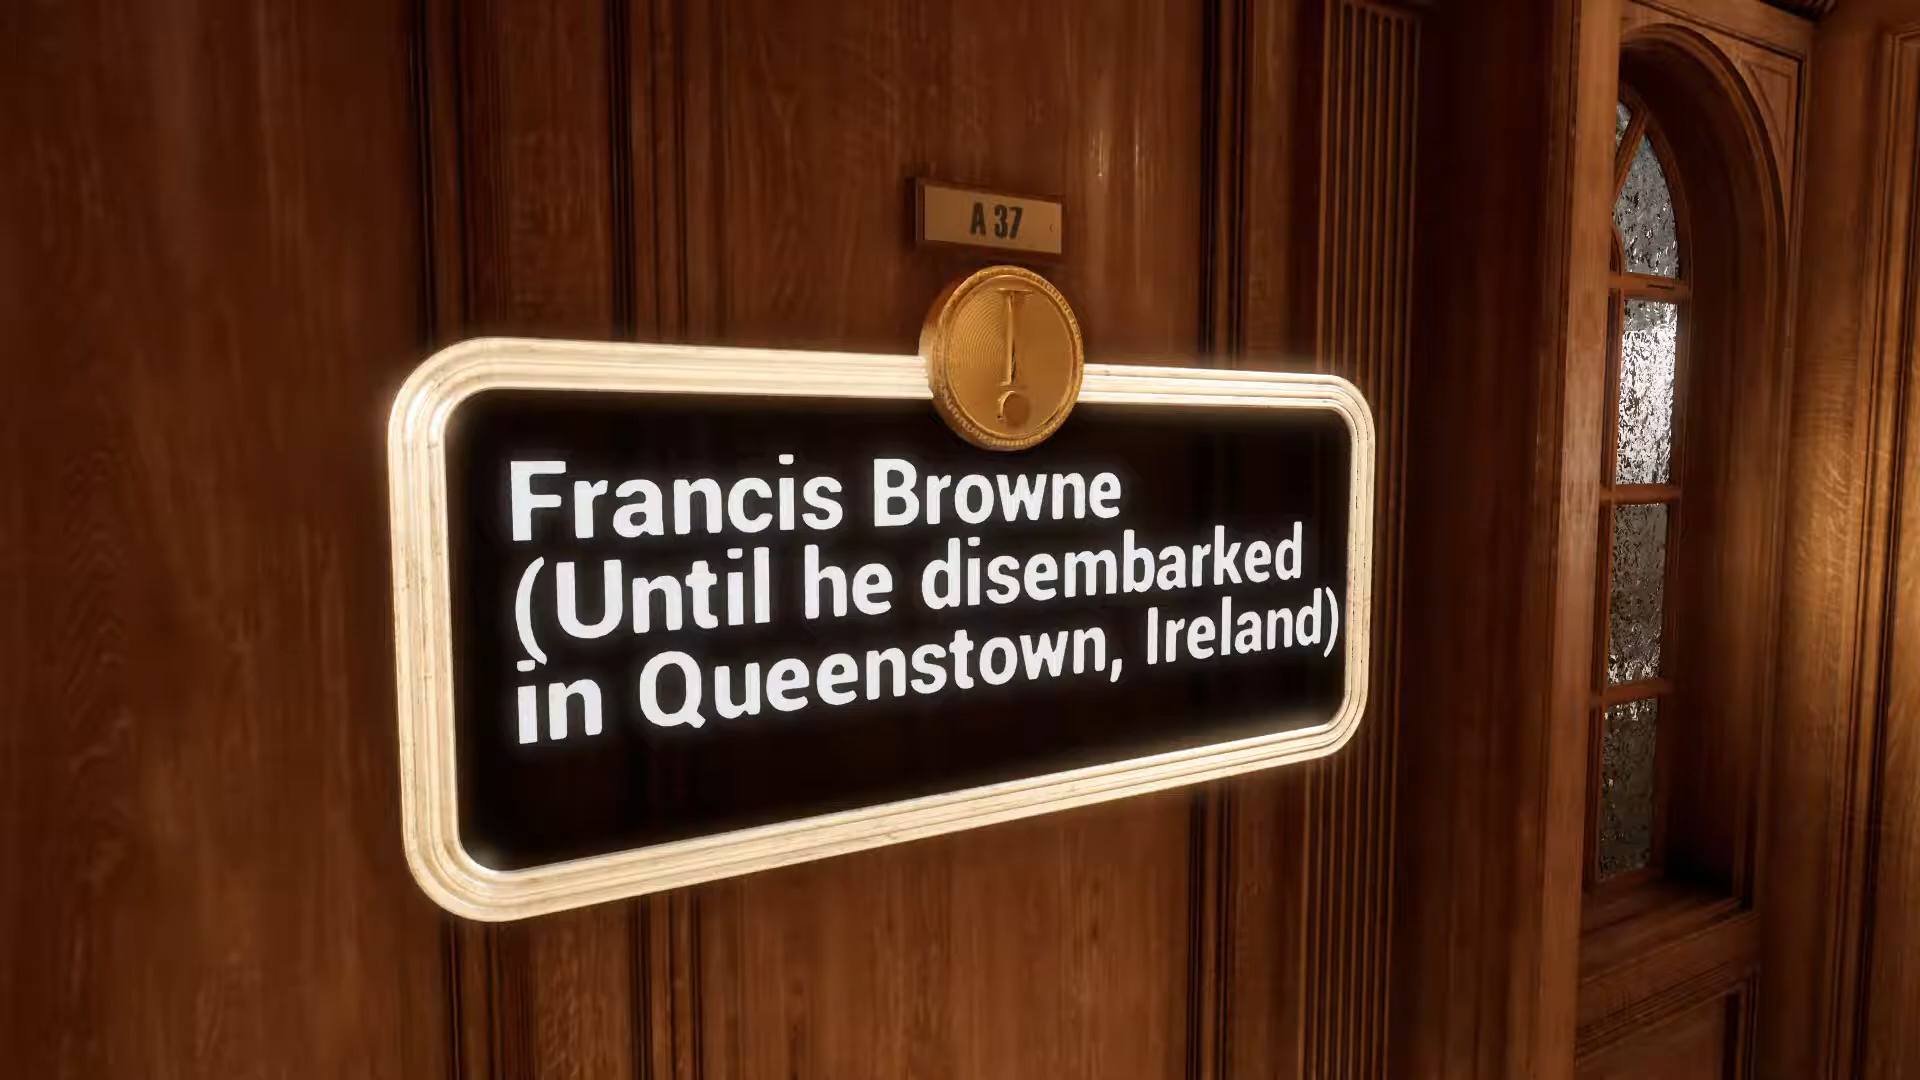 A 37
Francis Browne
(Until he disembarked
in Queenstown, Ireland)